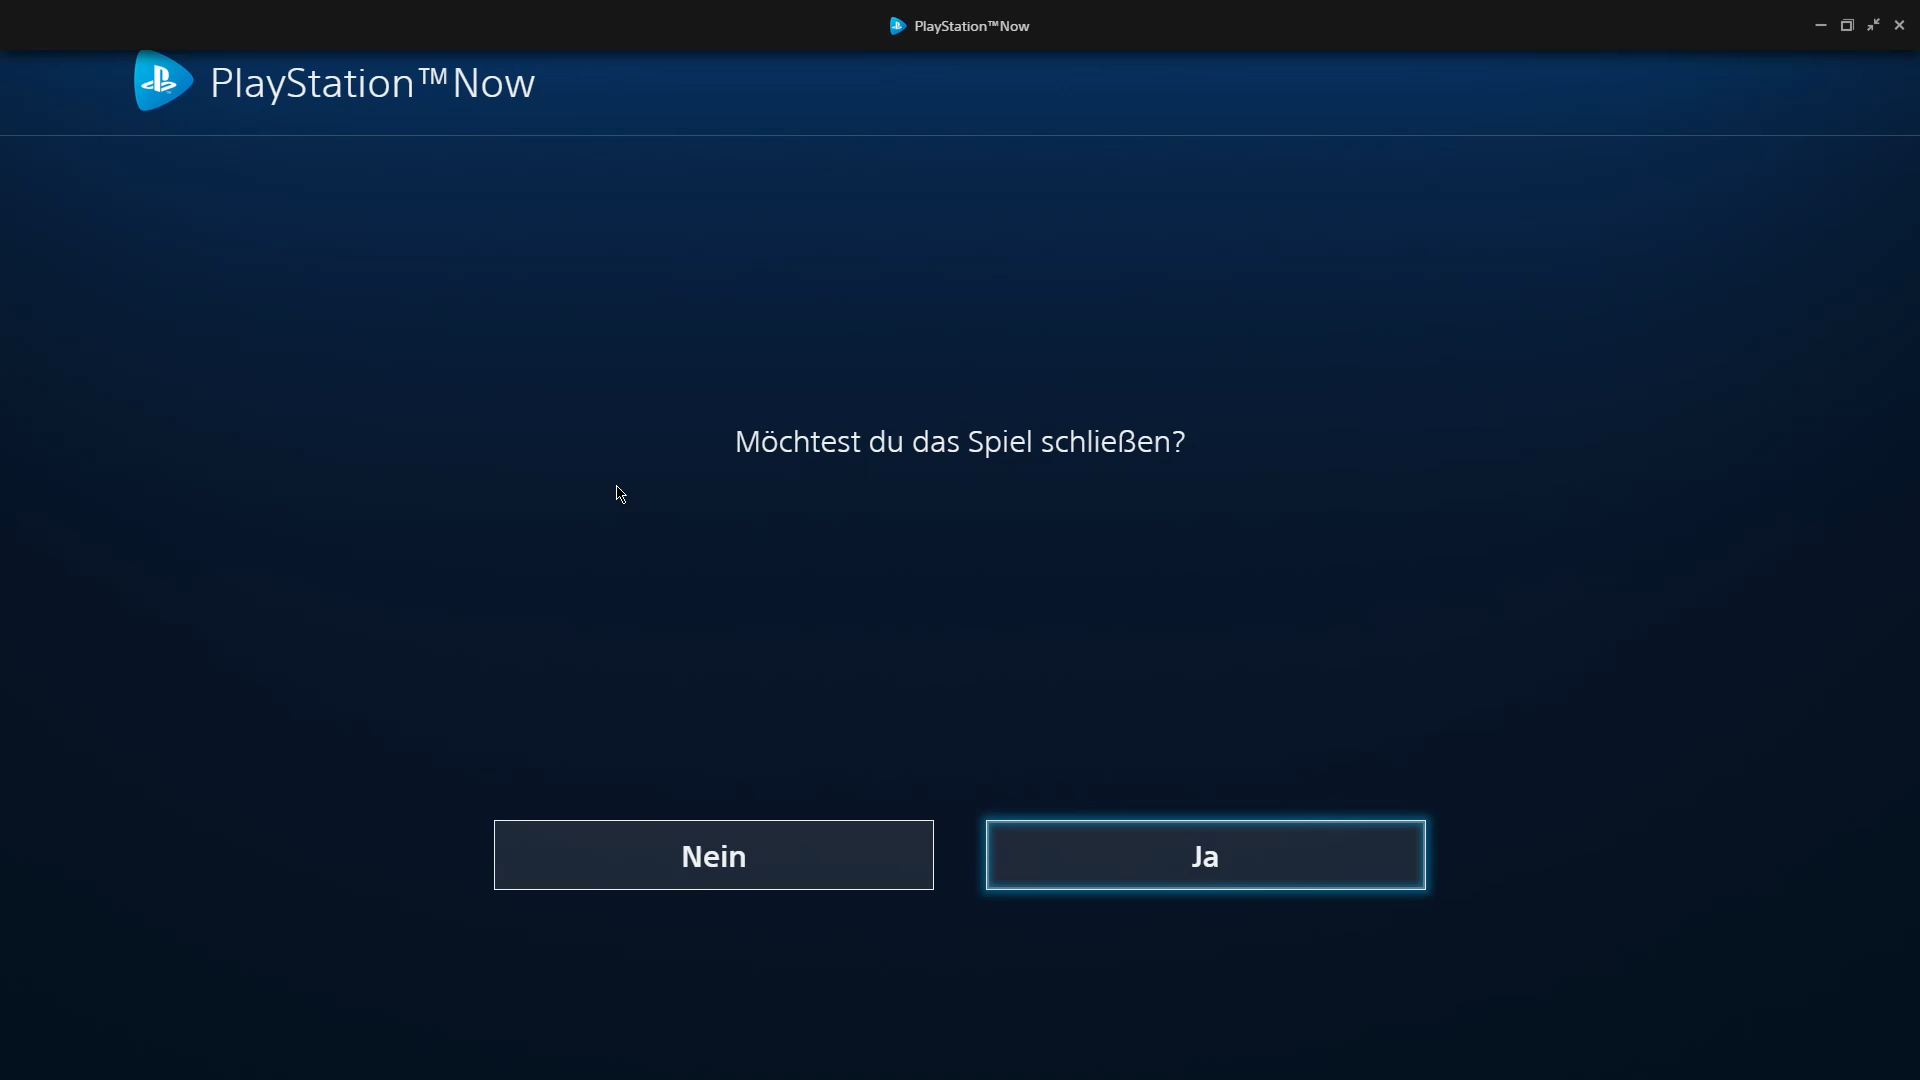 PlayStation™Now
PlayStation™Now
Möchtest du das Spiel schließen?
Nein
Ja